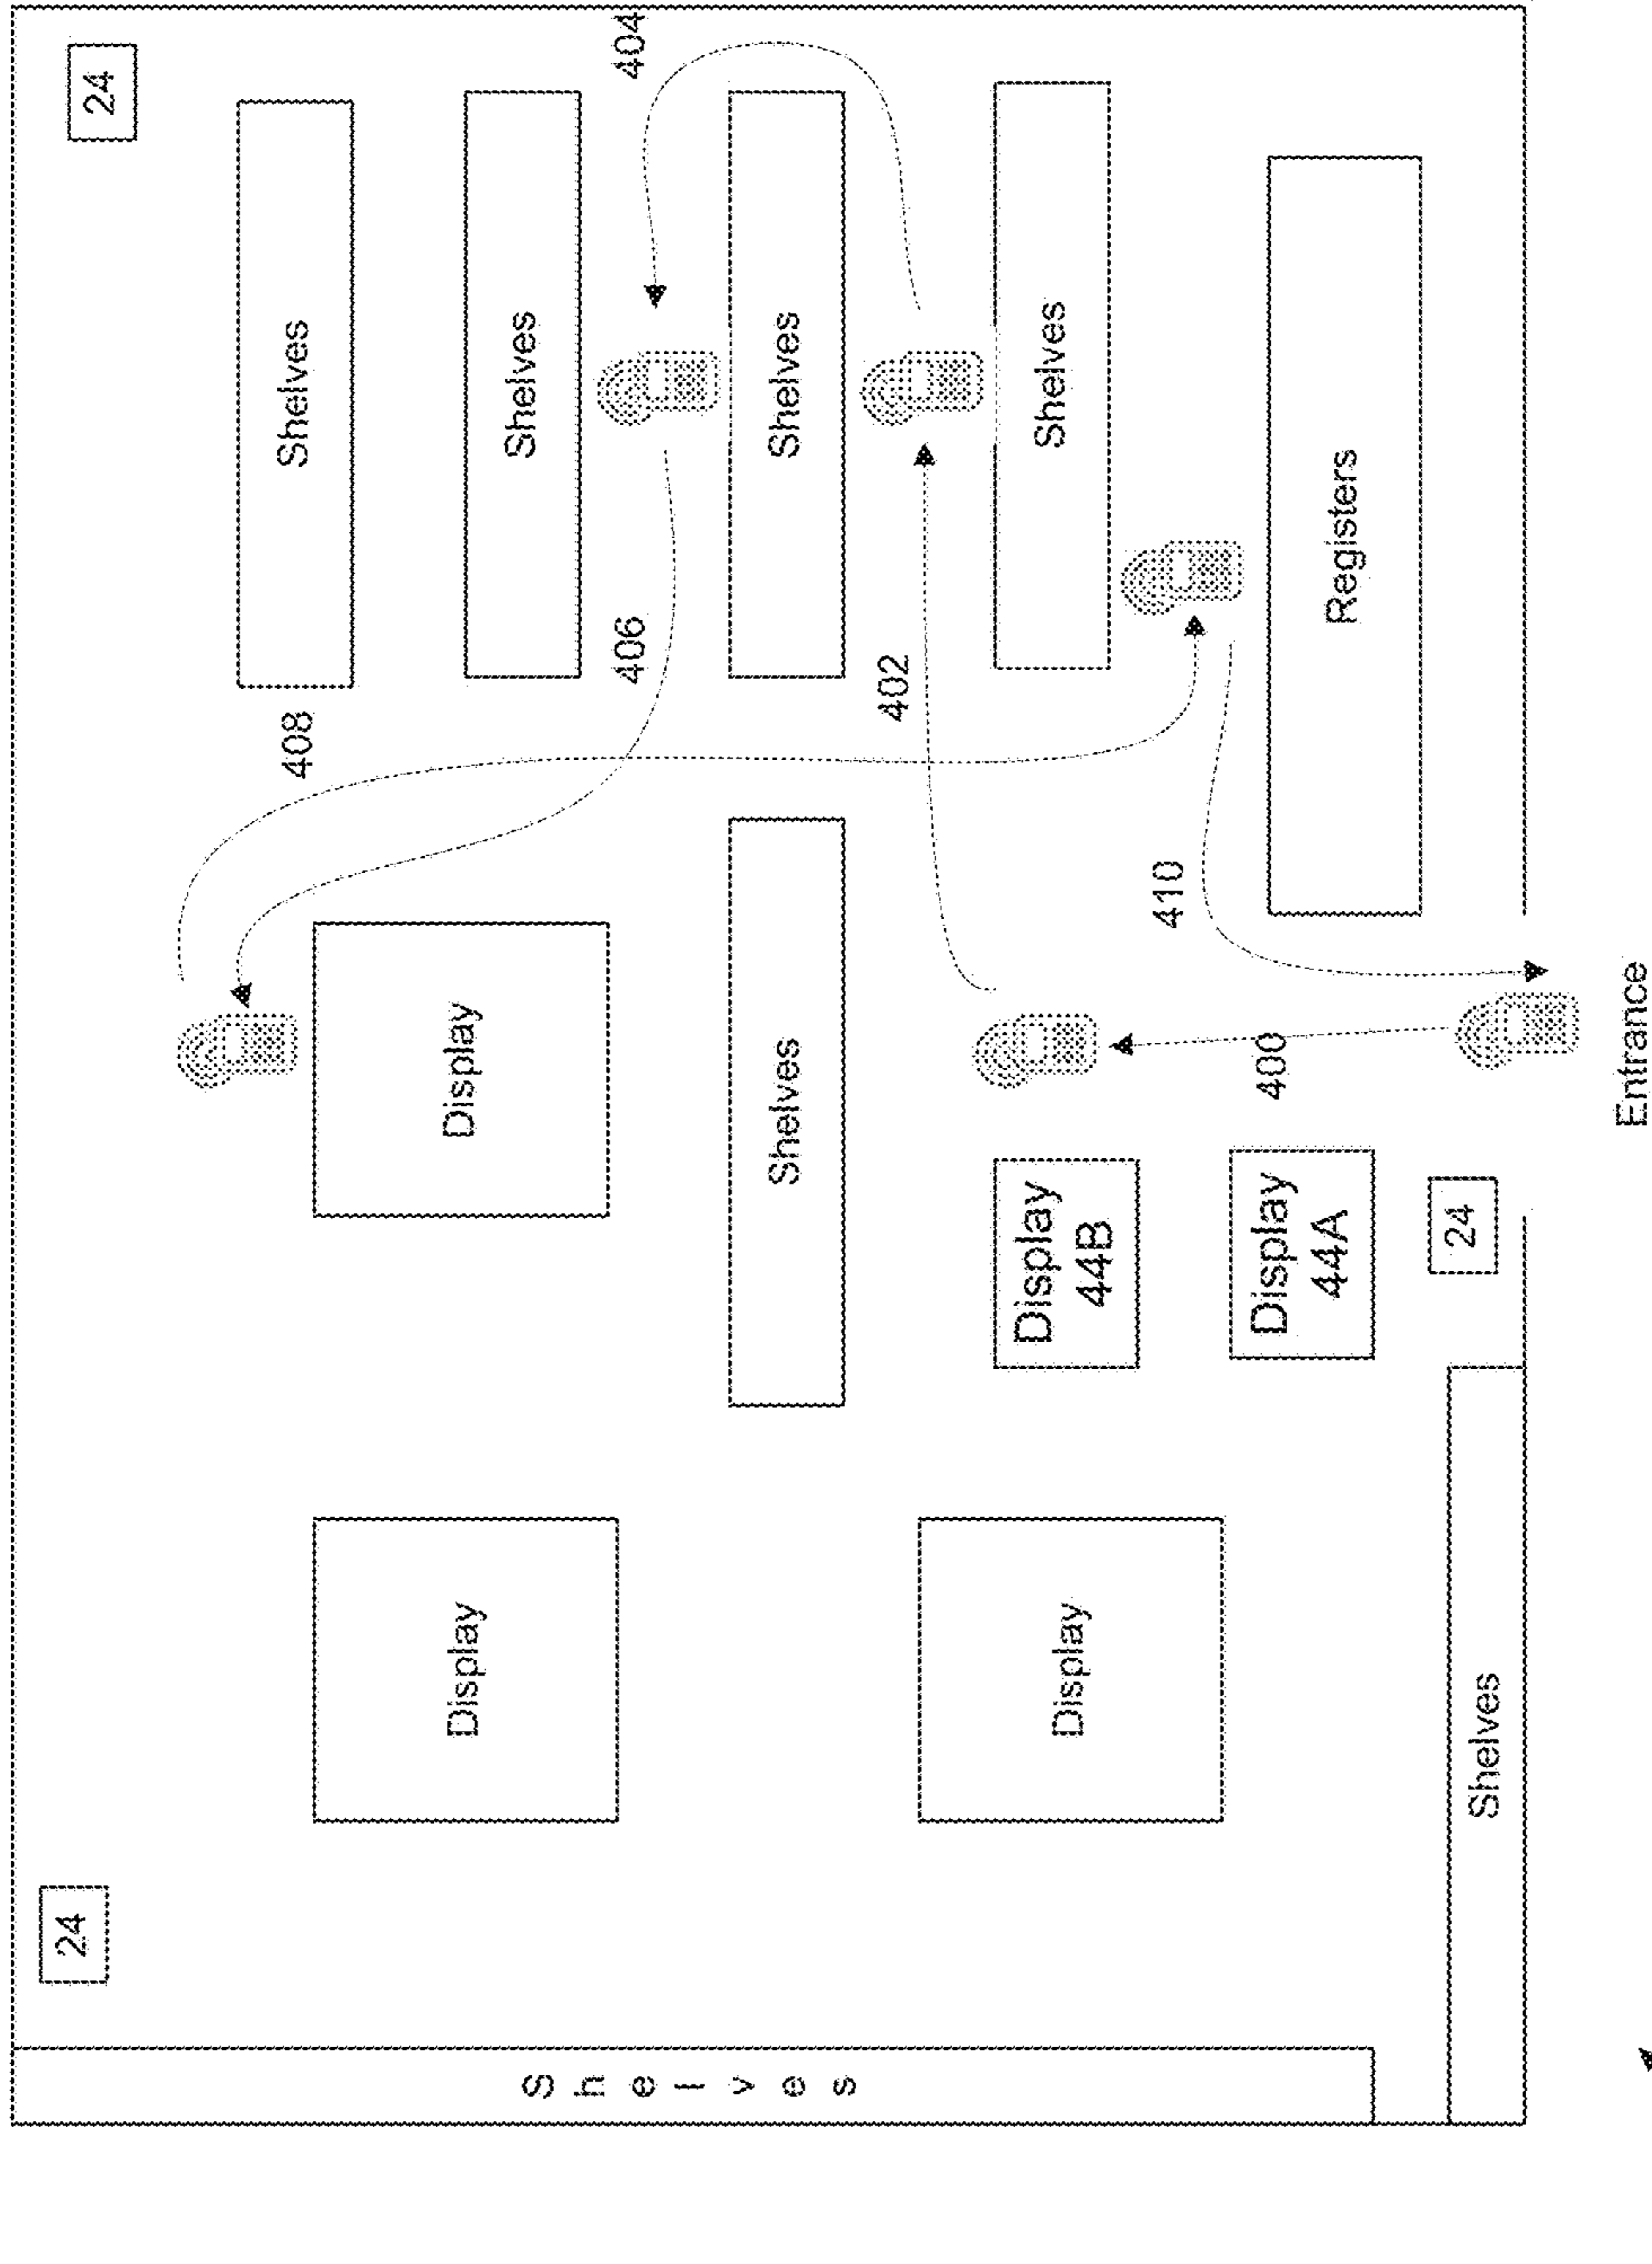 24
24
408
Shelves
Display
Display
Shelves
406
404
Shelves
Shelves
Shelves
402
Display
44B
Shelves
Display
410
Display
44A
400
Registers
24
Shelves
Entrance